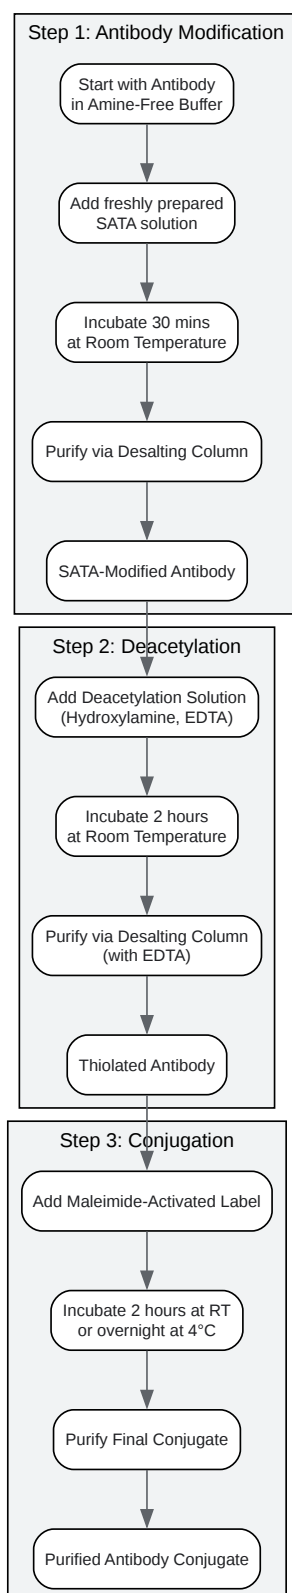 Step 1: Antibody Modification
Start with Antibody
in Amine-Free Buffer
Add freshly prepared
SATA solution
Incubate 30 mins
at Room Temperature
Purify via Desalting Column
SATA-Modified Antibody
Step 2: Deacetylation
Add Deacetylation Solution
(Hydroxylamine, EDTA)
Incubate 2 hours
at Room Temperature
Purify via Desalting Column
(with EDTA)
Thiolated Antibody
Step 3: Conjugation
Add Maleimide-Activated Label
Incubate 2 hours at RT
or overnight at 4°C
Purify Final Conjugate
Purified Antibody Conjugate